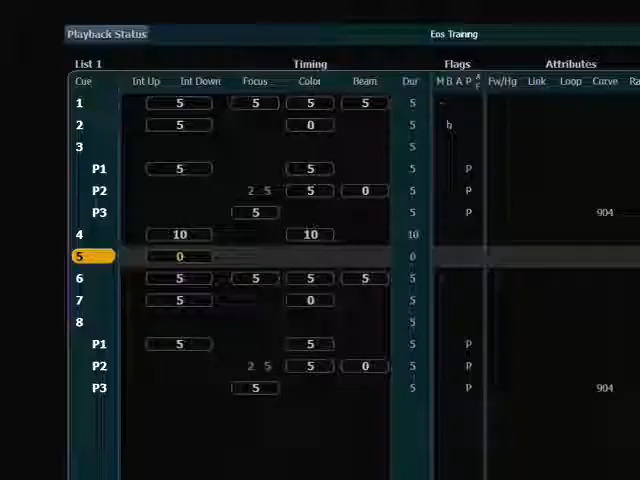 Playback Status Eos Training
List 1 Timing Flags Attributes
Cue Int Up Int Down Focus Color Beam Dur M B A P Fw/Hg Link Loop Curve Ra
1 5 5 5 5 5
2 5 0 5 b
3 5
P1 5 5 5 P
P2 2 5 5 0 5 P
P3 5 5 P 904
4 10 10 10
5 0 0
6 5 5 5 5 5
7 5 0 5
8 5
P1 5 5 5 P
P2 2 5 5 0 5 P
P3 5 5 P 904